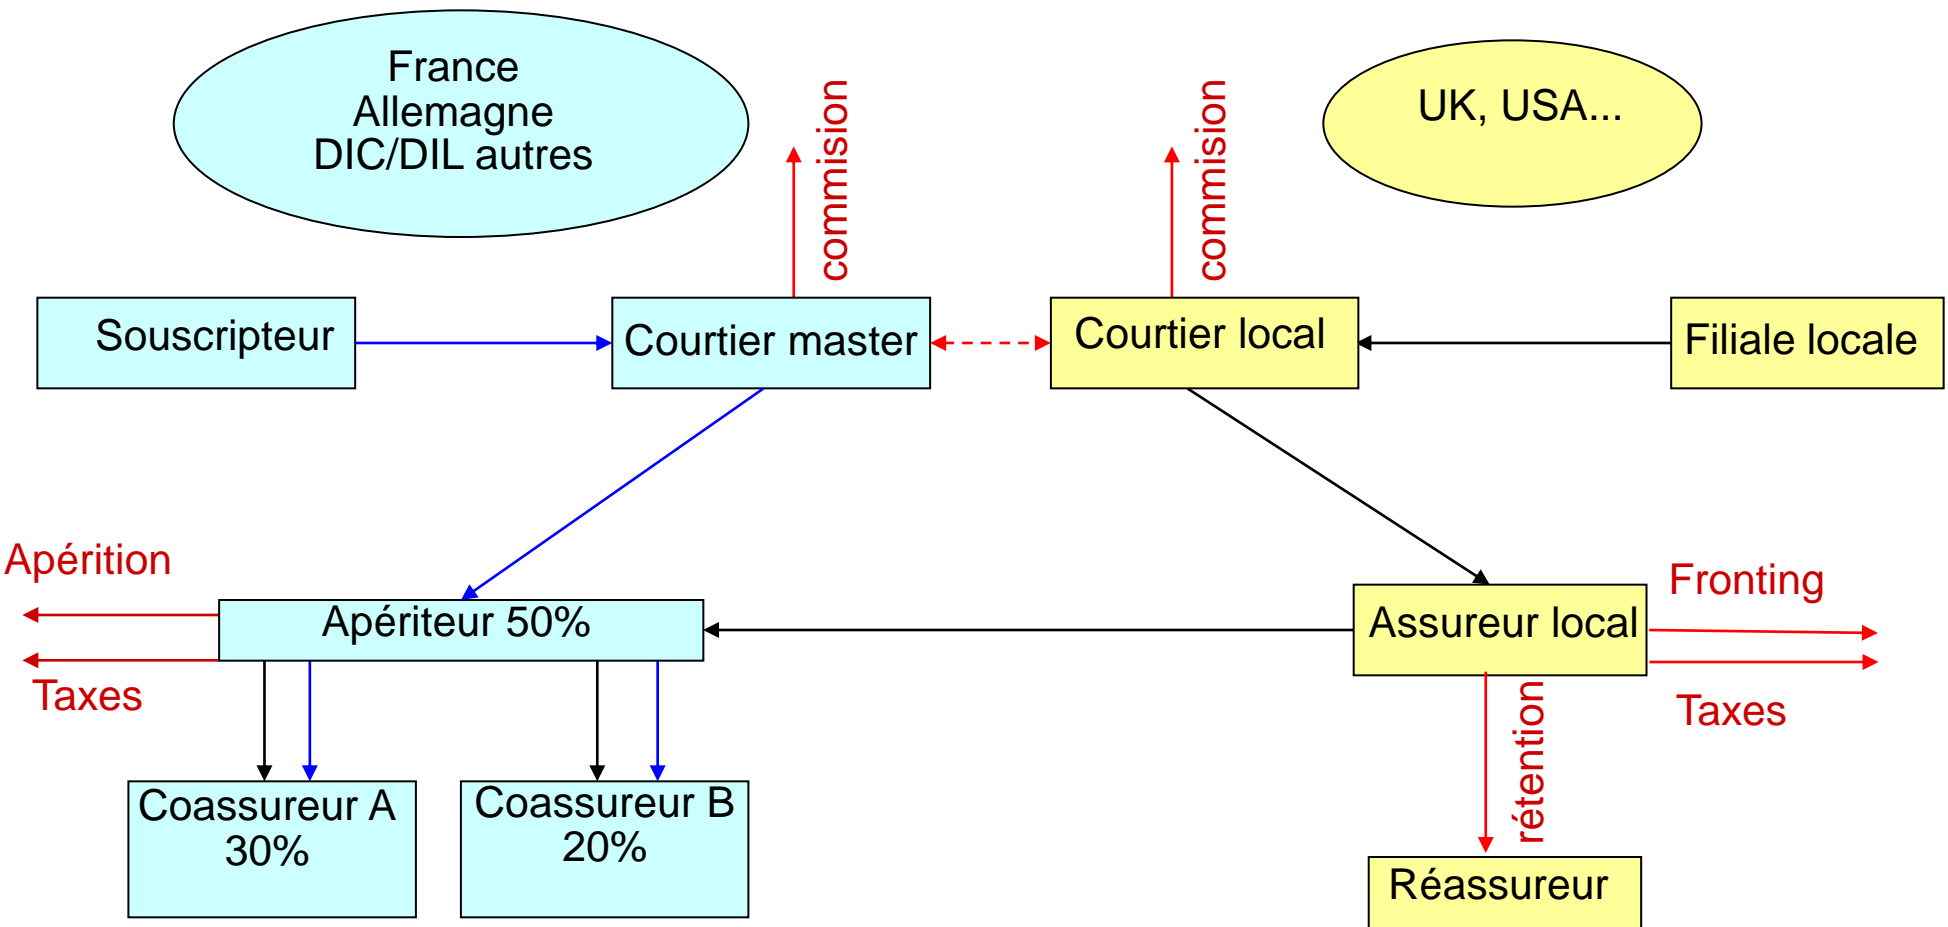 France
Allemagne
DIC/DIL autres
commision
commision
UK, USA...
Souscripteur
Courtier master
Courtier local
Filiale locale
Apérition
Apériteur 50%
Taxes
Assureur local
Fronting
Taxes
rétention
Coassureur A
30%
Coassureur B
20%
Réassureur